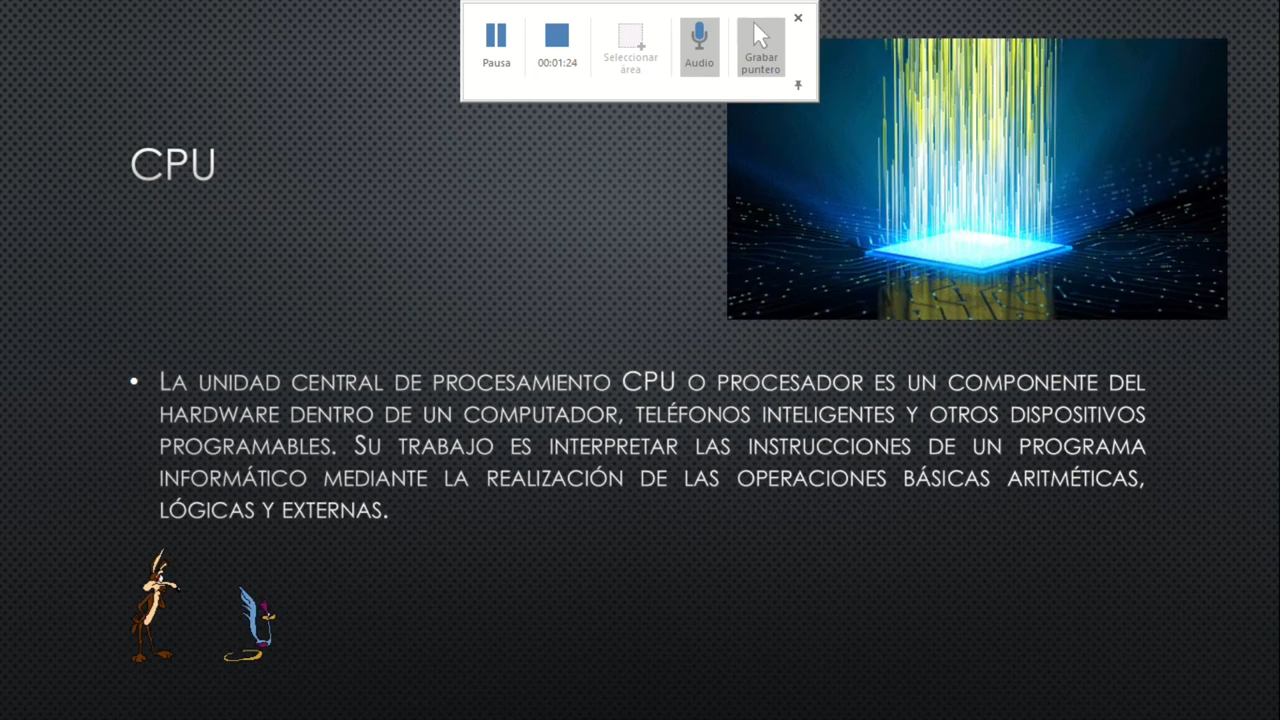 Pausa
00:01:24
Seleccionar
área
Audio
Grabar
puntero
CPU
• LA UNIDAD CENTRAL DE PROCESAMIENTO CPU O PROCESADOR ES UN COMPONENTE DEL
HARDWARE DENTRO DE UN COMPUTADOR, TELÉFONOS INTELIGENTES Y OTROS DISPOSITIVOS
PROGRAMABLES. SU TRABAJO ES INTERPRETAR LAS INSTRUCCIONES DE UN PROGRAMA
INFORMÁTICO MEDIANTE LA REALIZACIÓN DE LAS OPERACIONES BÁSICAS ARITMÉTICAS,
LÓGICAS Y EXTERNAS.